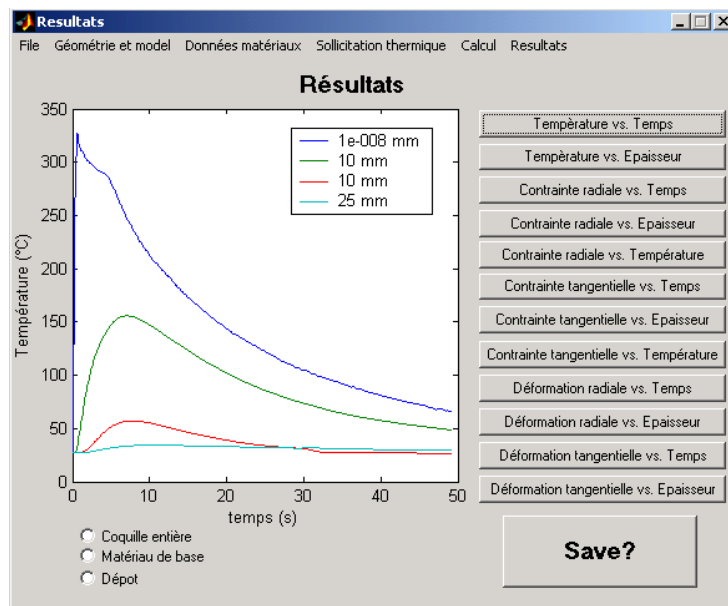 Resultats
File Géométrie et model Données matériaux Sollicitation thermique Calcul Resultats
Résultats
350
300
250
200
150
100
50
0
Température (°C)
1e-008 mm
10 mm
10 mm
25 mm
0 10 20 30 40 50
temps (s)
Tempèrature vs. Temps
Tempèrature vs. Epaisseur
Contrainte radiale vs. Temps
Contrainte radiale vs. Epaisseur
Contrainte radiale vs. Température
Contrainte tangentielle vs. Temps
Contrainte tangentielle vs. Epaisseur
Contrainte tangentielle vs. Température
Déformation radiale vs. Temps
Déformation radiale vs. Epaisseur
Déformation tangentielle vs. Temps
Déformation tangentielle vs. Epaisseur
Coquille entière
Matériau de base
Dépot
Save?